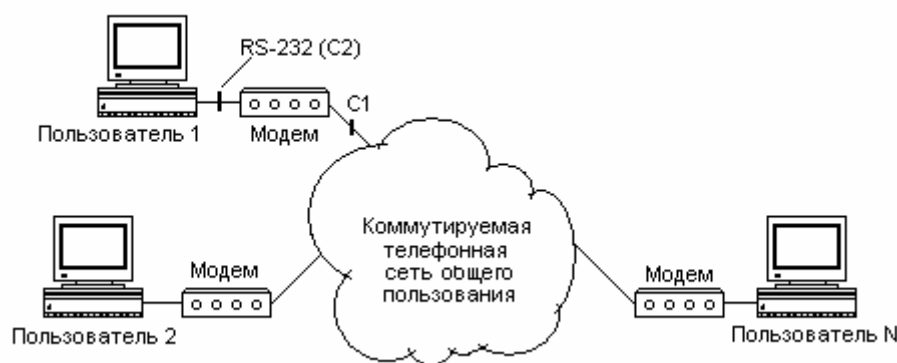 RS-232 (C2)
C1
Пользователь 1
Модем
Коммутируемая
телефонная
сеть общего
пользования
Модем
Пользователь 2
Модем
Пользователь N